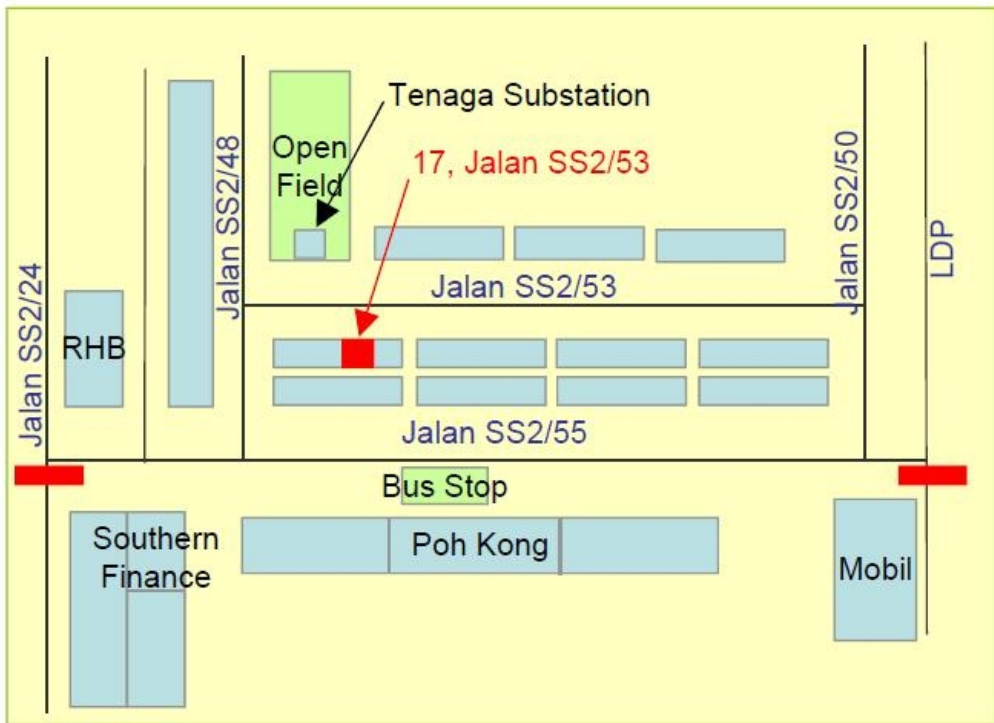 Tenaga Substation
Open
Field
17, Jalan SS2/53
Jalan SS2/48
Jalan SS2/50
LDP
Jalan SS2/53
Jalan SS2/24
RHB
Jalan SS2/55
Bus Stop
Southern
Finance
Poh Kong
Mobil